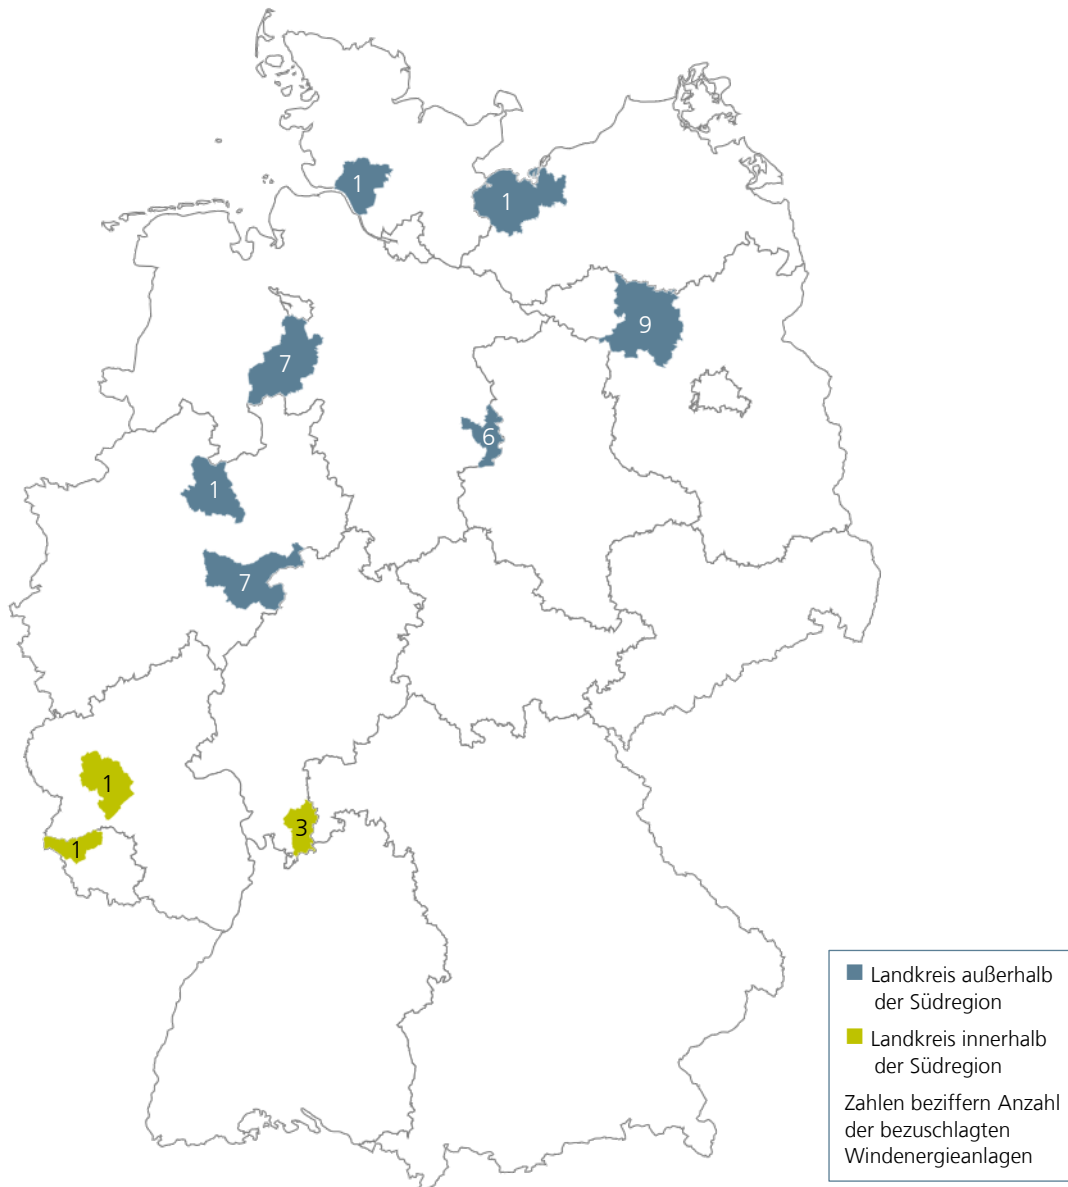 1
1
9
7
6
1
7
1
3
1
Landkreis außerhalb
der Südregion
Landkreis innerhalb
der Südregion
Zahlen beziffern Anzahl
der bezuschlagten
Windenergieanlagen